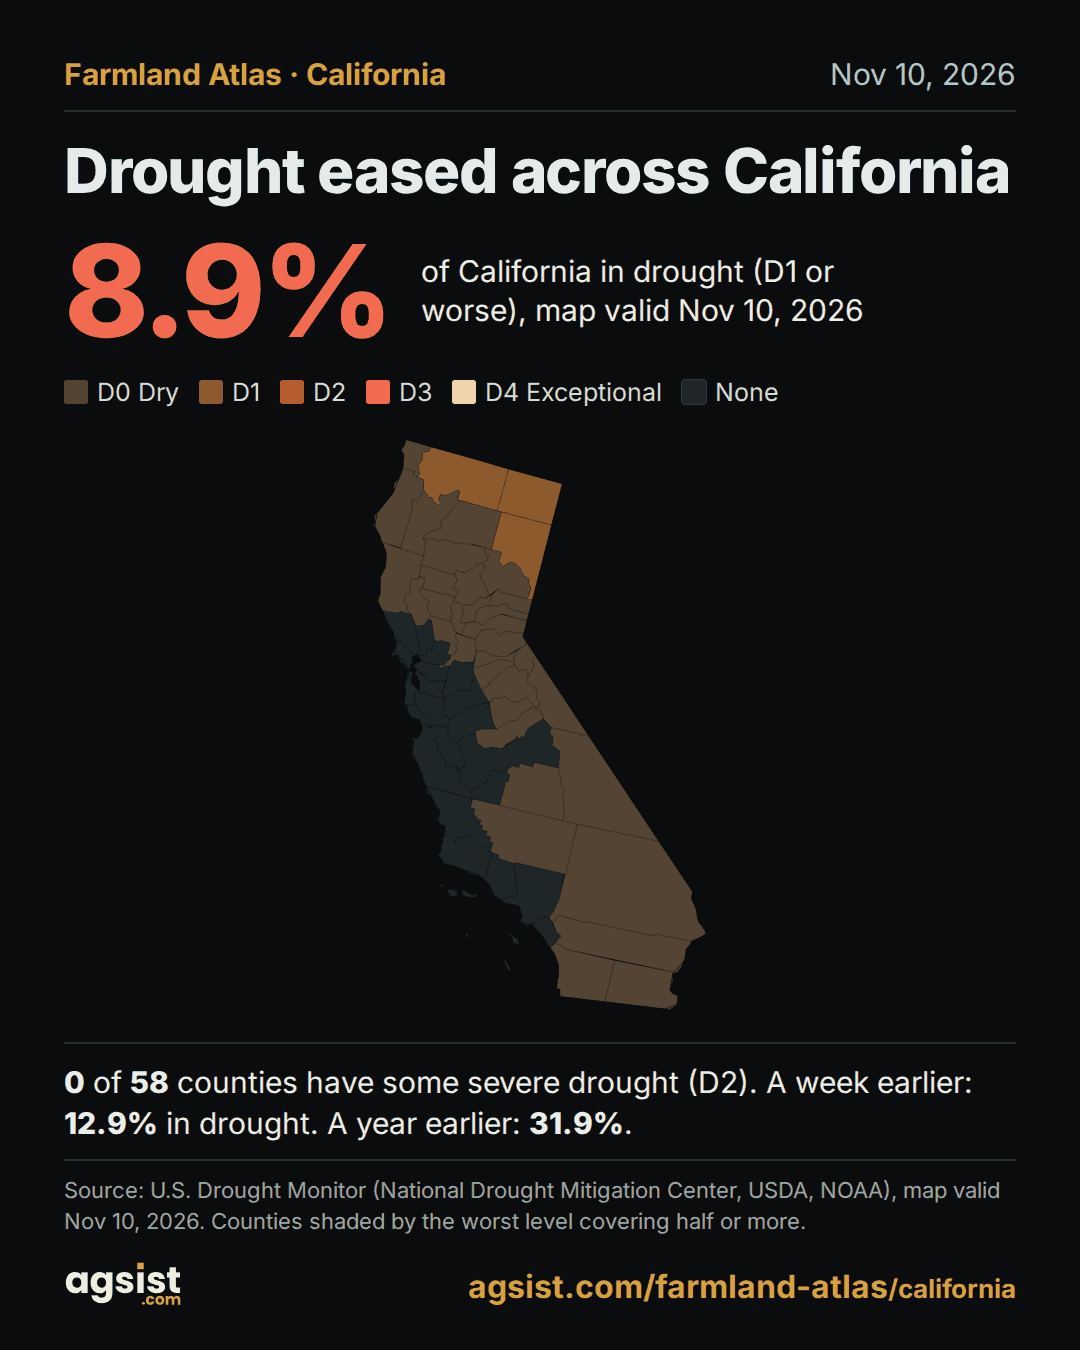 Farmland Atlas · California
Nov 10, 2026
Drought eased across California
8.9%
of California in drought (D1 or
worse), map valid Nov 10, 2026
D0 Dry D1 D2 D3 D4 Exceptional None
0 of 58 counties have some severe drought (D2). A week earlier:
12.9% in drought. A year earlier: 31.9%.
Source: U.S. Drought Monitor (National Drought Mitigation Center, USDA, NOAA), map valid
Nov 10, 2026. Counties shaded by the worst level covering half or more.
agsist
.com
agsist.com/farmland-atlas/california